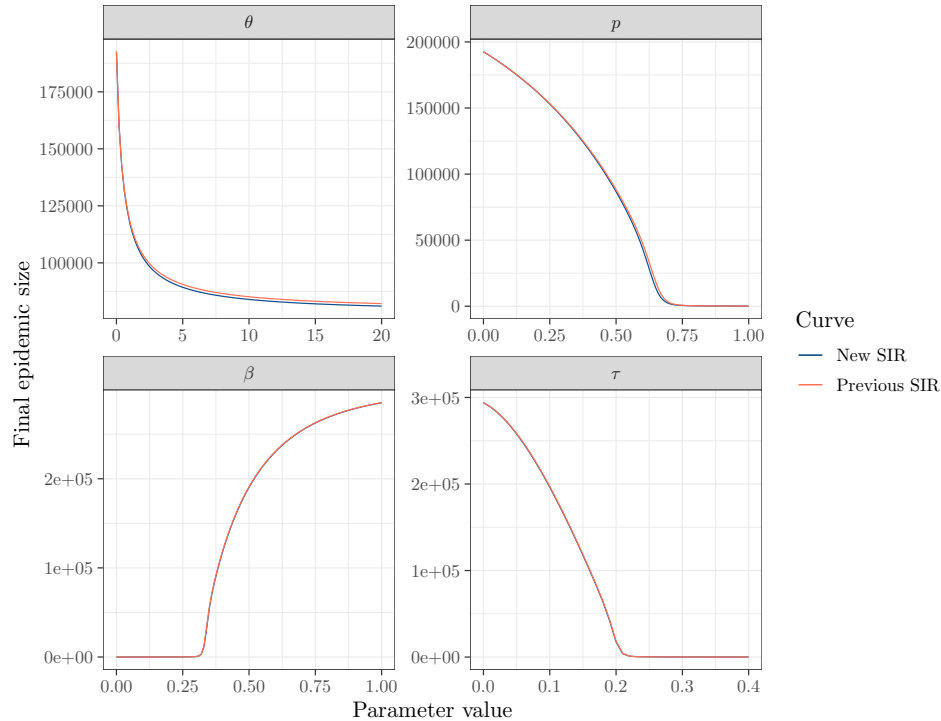 θ
p
175000
150000
125000
100000
0
5
10
15
20
200000
150000
100000
50000
0
0.00
0.25
0.50
0.75
1.00
β
τ
2e+05
1e+05
0e+00
0.00
0.25
0.50
0.75
1.00
3e+05
2e+05
1e+05
0e+00
0.0
0.1
0.2
0.3
0.4
Final epidemic size
Parameter value
Curve
New SIR
Previous SIR